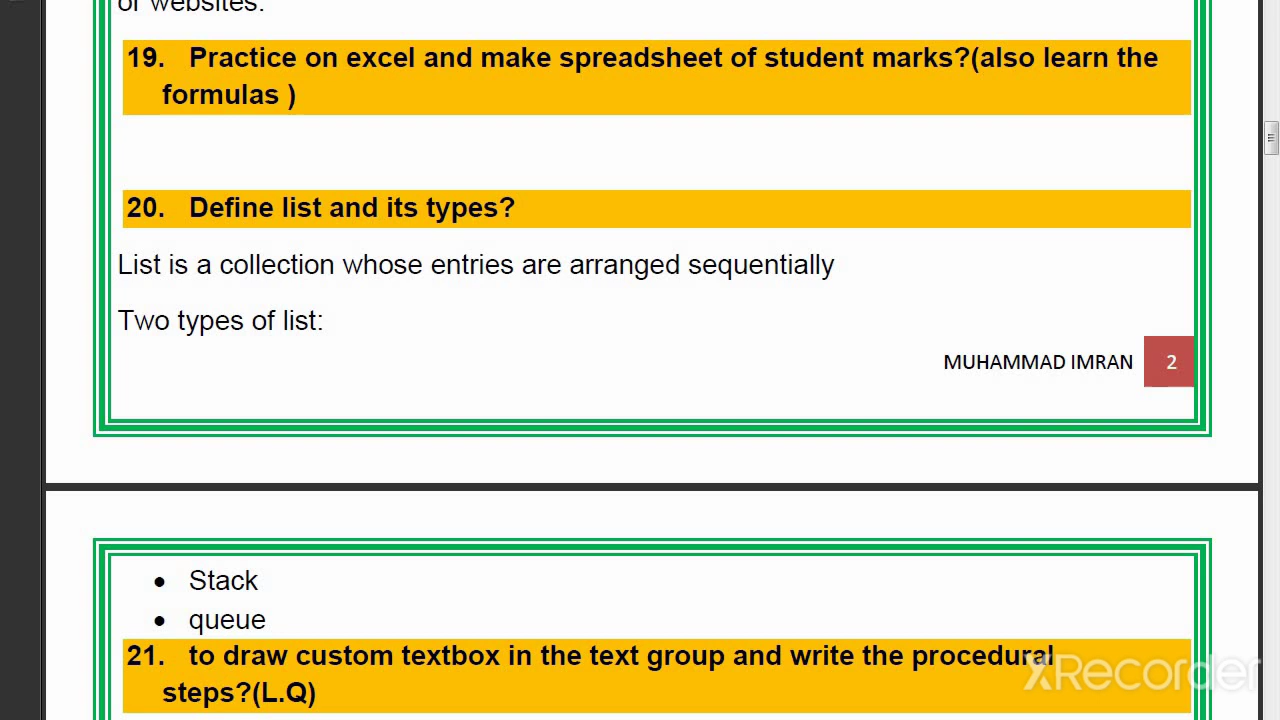 or websites.
19. Practice on excel and make spreadsheet of student marks?(also learn the
formulas )
20. Define list and its types?
List is a collection whose entries are arranged sequentially
Two types of list:
MUHAMMAD IMRAN 2
• Stack
• queue
21. to draw custom textbox in the text group and write the procedural
steps?(L.Q)
XRecorder